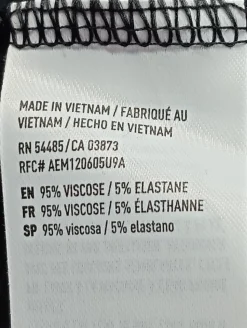 MADE IN VIETNAM / FABRIQUÉ AU
VIETNAM / HECHO EN VIETNAM
RN 54485/CA 03873
RFC# AEM120605U9A
EN 95% VISCOSE / 5% ELASTANE
FR 95% VISCOSE / 5% ÉLASTHANNE
SP 95% viscosa / 5% elastano